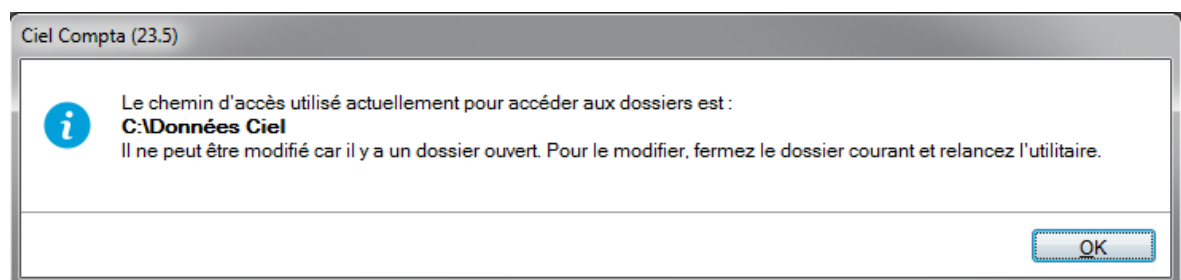 Ciel Compta (23.5)
Le chemin d'accès utilisé actuellement pour accéder aux dossiers est :
C:\Données Ciel
Il ne peut être modifié car il y a un dossier ouvert. Pour le modifier, fermez le dossier courant et relancez l'utilitaire.
OK